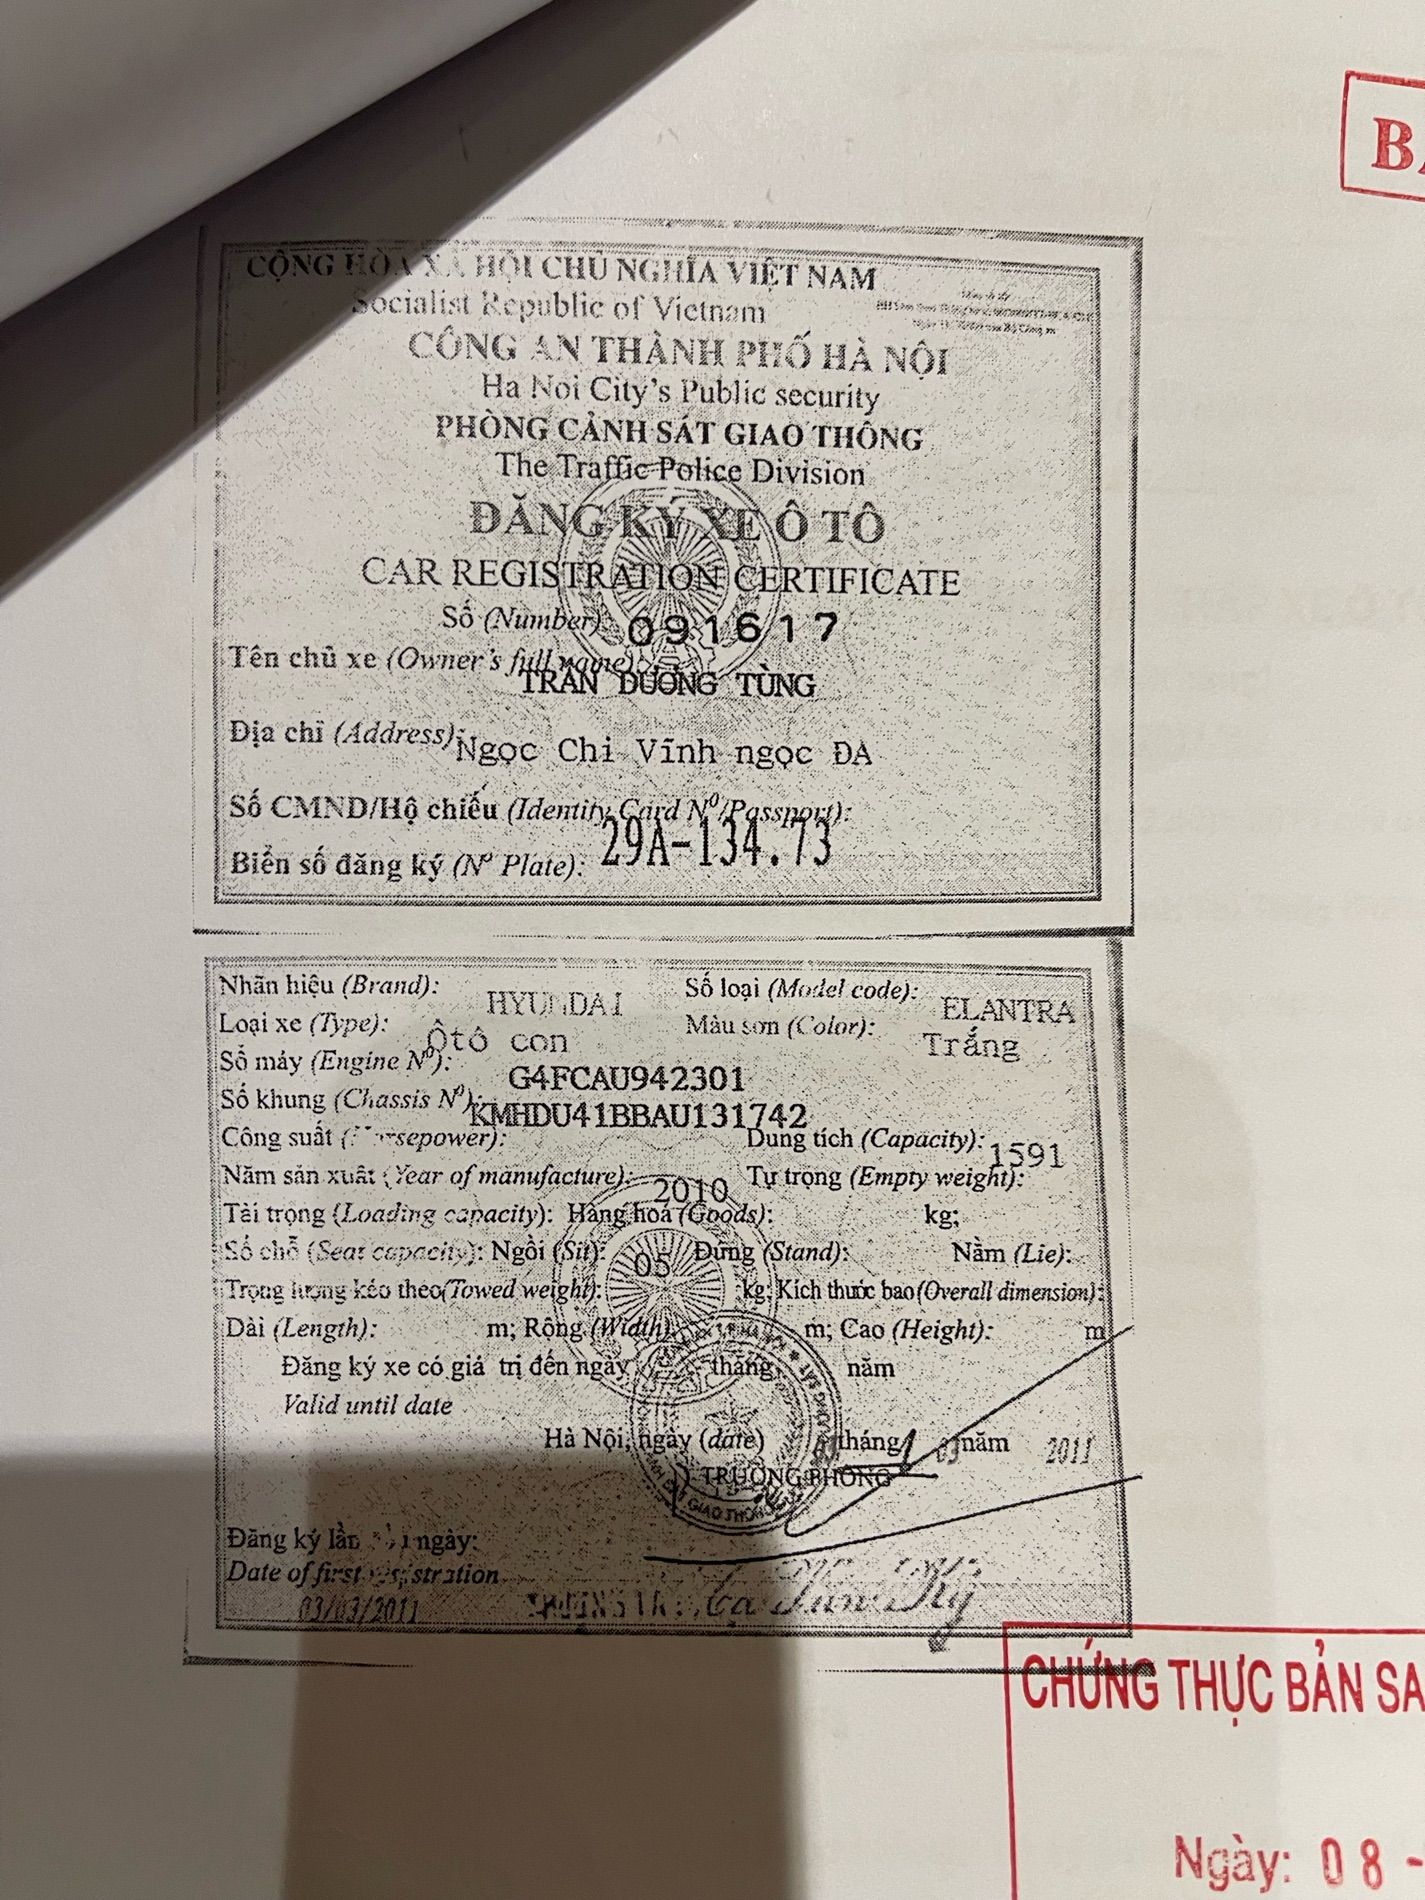 BA
CỘNG HÒA XÃ HỘI CHỦ NGHĨA VIỆT NAM
Socialist Republic of Vietnam
CÔNG AN THÀNH PHỐ HÀ NỘI
Ha Noi City's Public security
PHÒNG CẢNH SÁT GIAO THÔNG
The Traffic Police Division
ĐĂNG KÝ XE Ô TÔ
CAR REGISTRATION CERTIFICATE
Số (Number): 091617
Tên chủ xe (Owner's full name):
TRẦN DƯƠNG TÙNG
Địa chỉ (Address): Ngọc Chi Vĩnh ngọc ĐA
Số CMND/Hộ chiếu (Identity Card Nº/Passport):
Biển số đăng ký (Nº Plate): 29A-134.73
Nhãn hiệu (Brand): HYUNDAI Số loại (Model code): ELANTRA
Loại xe (Type): Ôtô con Màu sơn (Color): Trắng
Số máy (Engine Nº): G4FCAU942301
Số khung (Chassis Nº): KMHDU41BBAU131742
Công suất (Horsepower): Dung tích (Capacity): 1591
Năm sản xuất (Year of manufacture): 2010 Tự trọng (Empty weight):
Tải trọng (Loading capacity): Hàng hoá (Goods): kg;
Số chỗ (Seat capacity): Ngồi (Sit): 05 Đứng (Stand): Nằm (Lie):
Trọng lượng kéo theo (Towed weight): kg; Kích thước bao (Overall dimension):
Dài (Length): m; Rộng (Width): m; Cao (Height): m
Đăng ký xe có giá trị đến ngày tháng năm
Valid until date
Hà Nội, ngày (date) tháng 03 năm 2011
TRƯỞNG PHÒNG
Đăng ký lần ngày:
Date of first registration
03/03/2011
CHỨNG THỰC BẢN SA
Ngày: 08-